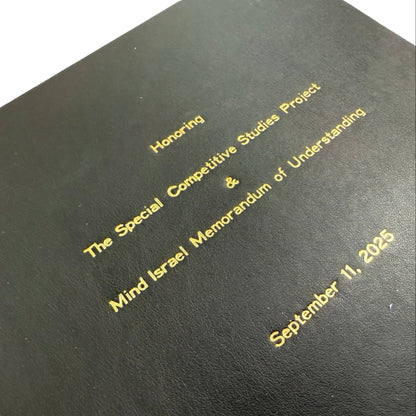 Honoring
The Special Competitive Studies Project
&
Mind Israel Memorandum of Understanding
September 11, 2025